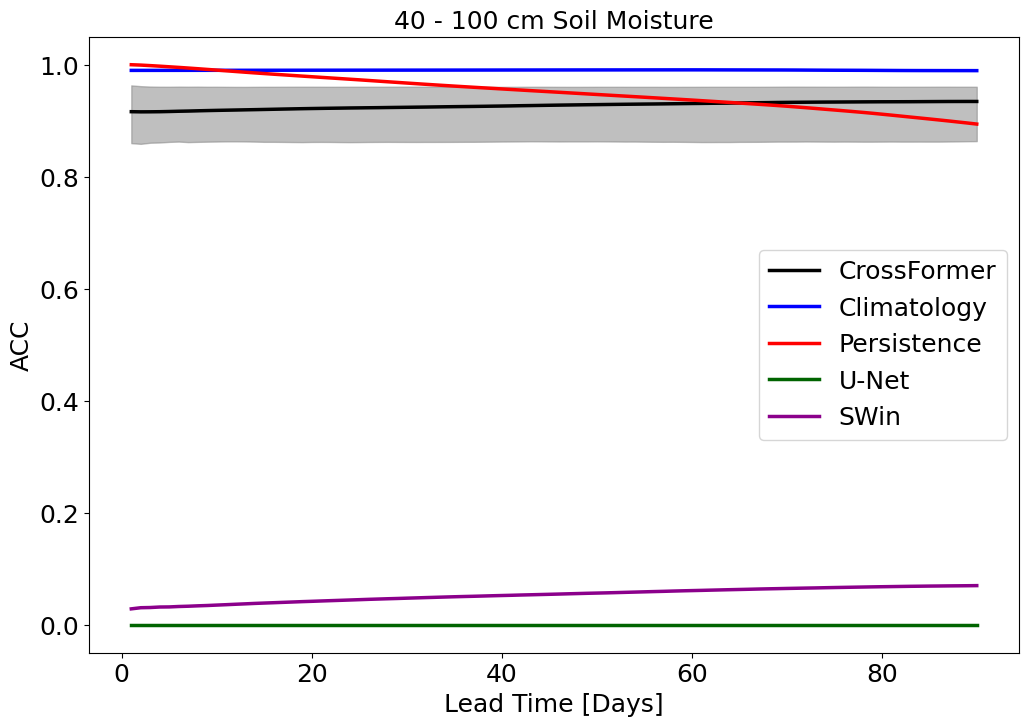 40 - 100 cm Soil Moisture
ACC
1.0
0.8
0.6
0.4
0.2
0.0
CrossFormer
Climatology
Persistence
U-Net
SWin
0 20 40 60 80
Lead Time [Days]